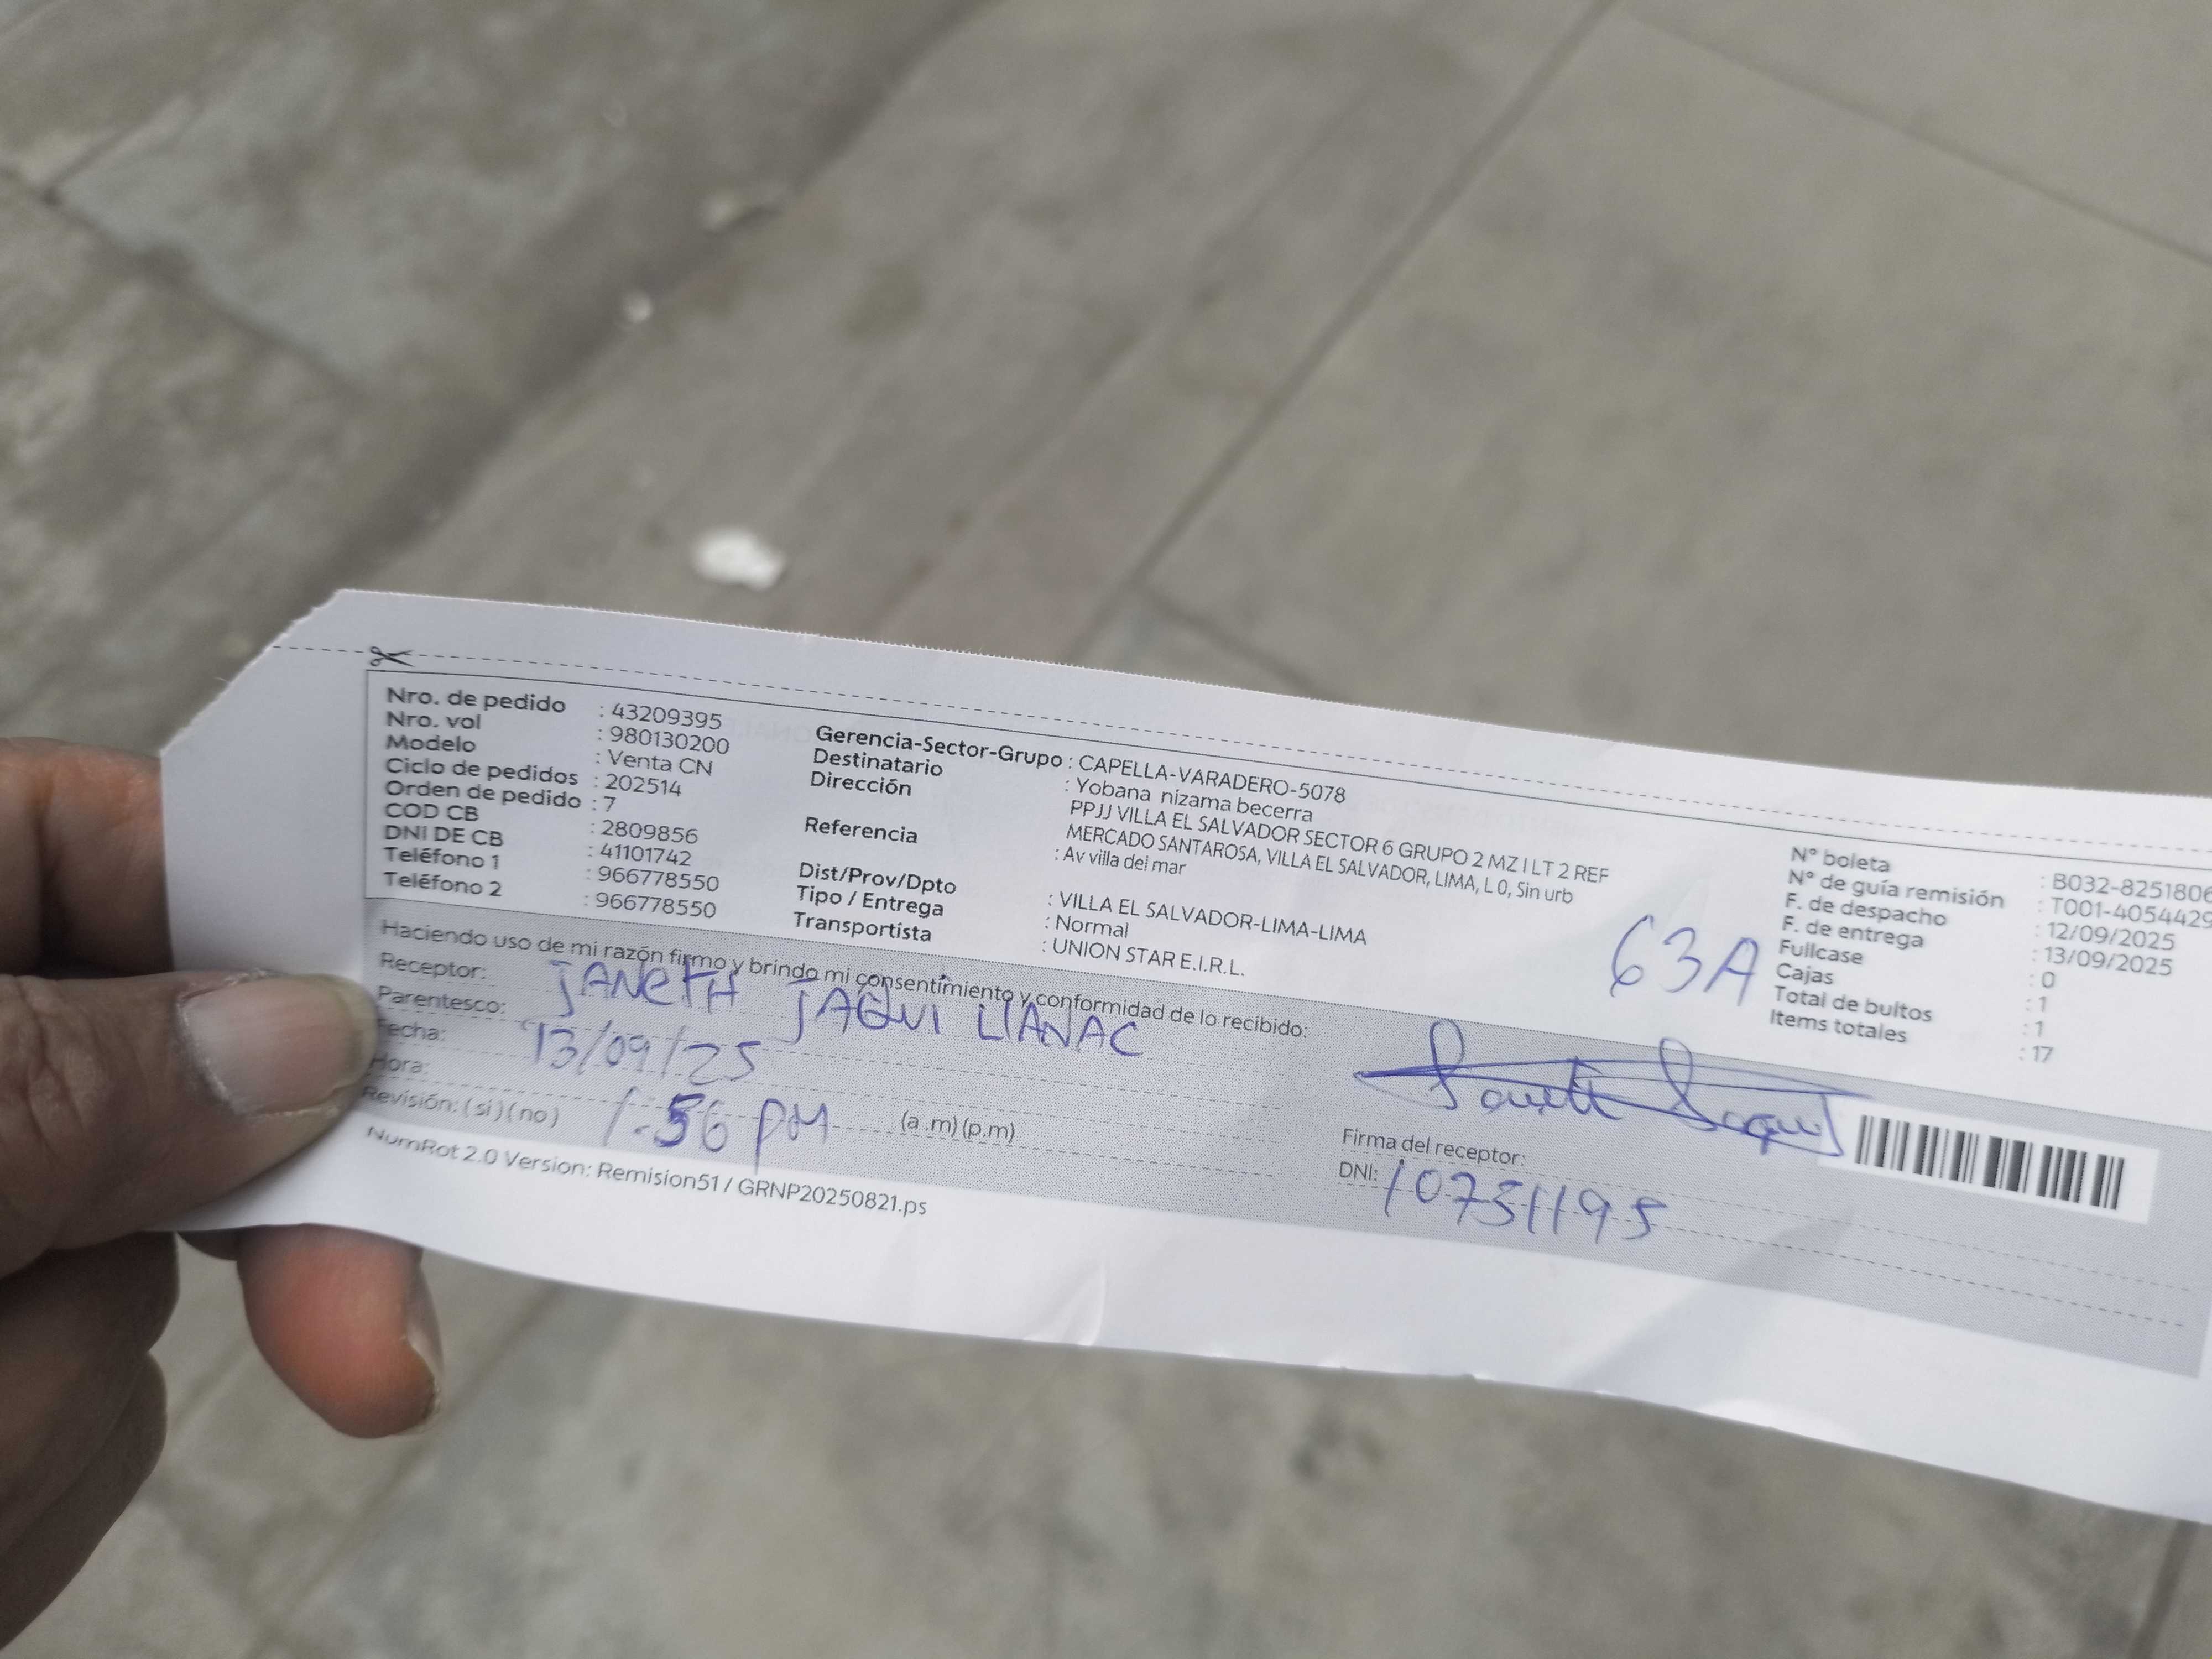 Nro. de pedido : 43209395
Nro. vol : 980130200
Modelo : Venta CN
Ciclo de pedidos : 202514
Orden de pedido : 7
COD CB : 2809856
DNI DE CB : 41101742
Teléfono 1 : 966778550
Teléfono 2 : 966778550
Gerencia-Sector-Grupo : CAPELLA-VARADERO-5078
Destinatario : Yobana nizama becerra
Dirección PPJJ VILLA EL SALVADOR SECTOR 6 GRUPO 2 MZ I LT 2 REF
MERCADO SANTAROSA, VILLA EL SALVADOR, LIMA, L 0, Sin urb
Referencia : Av villa del mar
Dist/Prov/Dpto : VILLA EL SALVADOR-LIMA-LIMA
Tipo / Entrega : Normal
Transportista : UNION STAR E.I.R.L.
63A
N° boleta : B032-8251806
N° de guía remisión : T001-4054429
F. de despacho : 12/09/2025
F. de entrega : 13/09/2025
Fullcase : 0
Cajas : 1
Total de bultos : 1
Items totales : 17
Haciendo uso de mi razón firmo y brindo mi consentimiento y conformidad de lo recibido:
Receptor: JANETH JAQUI LLANAC
Parentesco:
Fecha: 13/09/25
Hora: 1:56 PM (a .m) (p.m)
Revisión: ( si ) ( no )
Firma del receptor:
DNI: 10751195
NumRot 2.0 Version: Remision51 / GRNP20250821.ps